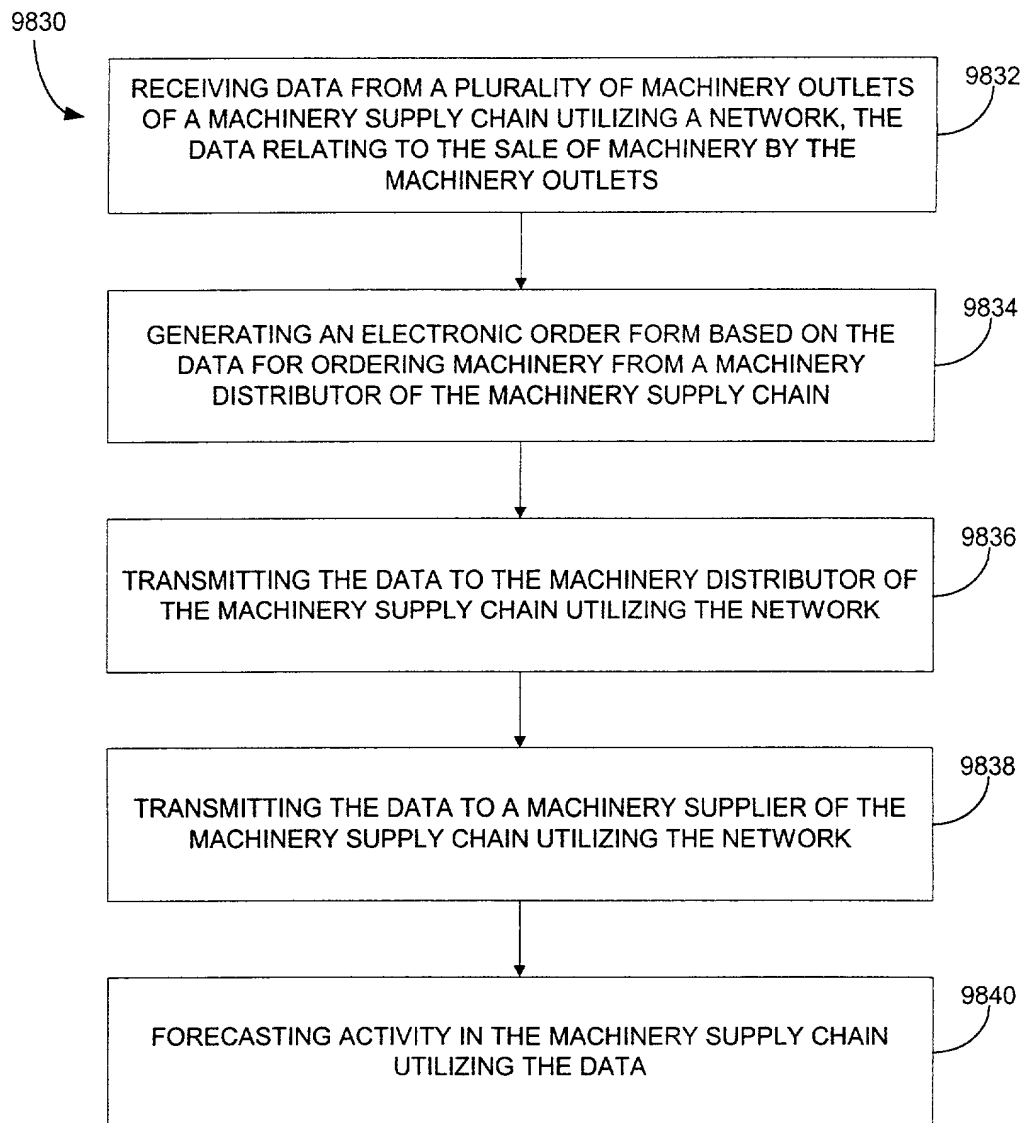 9830
RECEIVING DATA FROM A PLURALITY OF MACHINERY OUTLETS
OF A MACHINERY SUPPLY CHAIN UTILIZING A NETWORK, THE
DATA RELATING TO THE SALE OF MACHINERY BY THE
MACHINERY OUTLETS
9832
GENERATING AN ELECTRONIC ORDER FORM BASED ON THE
DATA FOR ORDERING MACHINERY FROM A MACHINERY
DISTRIBUTOR OF THE MACHINERY SUPPLY CHAIN
9834
TRANSMITTING THE DATA TO THE MACHINERY DISTRIBUTOR OF
THE MACHINERY SUPPLY CHAIN UTILIZING THE NETWORK
9836
TRANSMITTING THE DATA TO A MACHINERY SUPPLIER OF THE
MACHINERY SUPPLY CHAIN UTILIZING THE NETWORK
9838
FORECASTING ACTIVITY IN THE MACHINERY SUPPLY CHAIN
UTILIZING THE DATA
9840